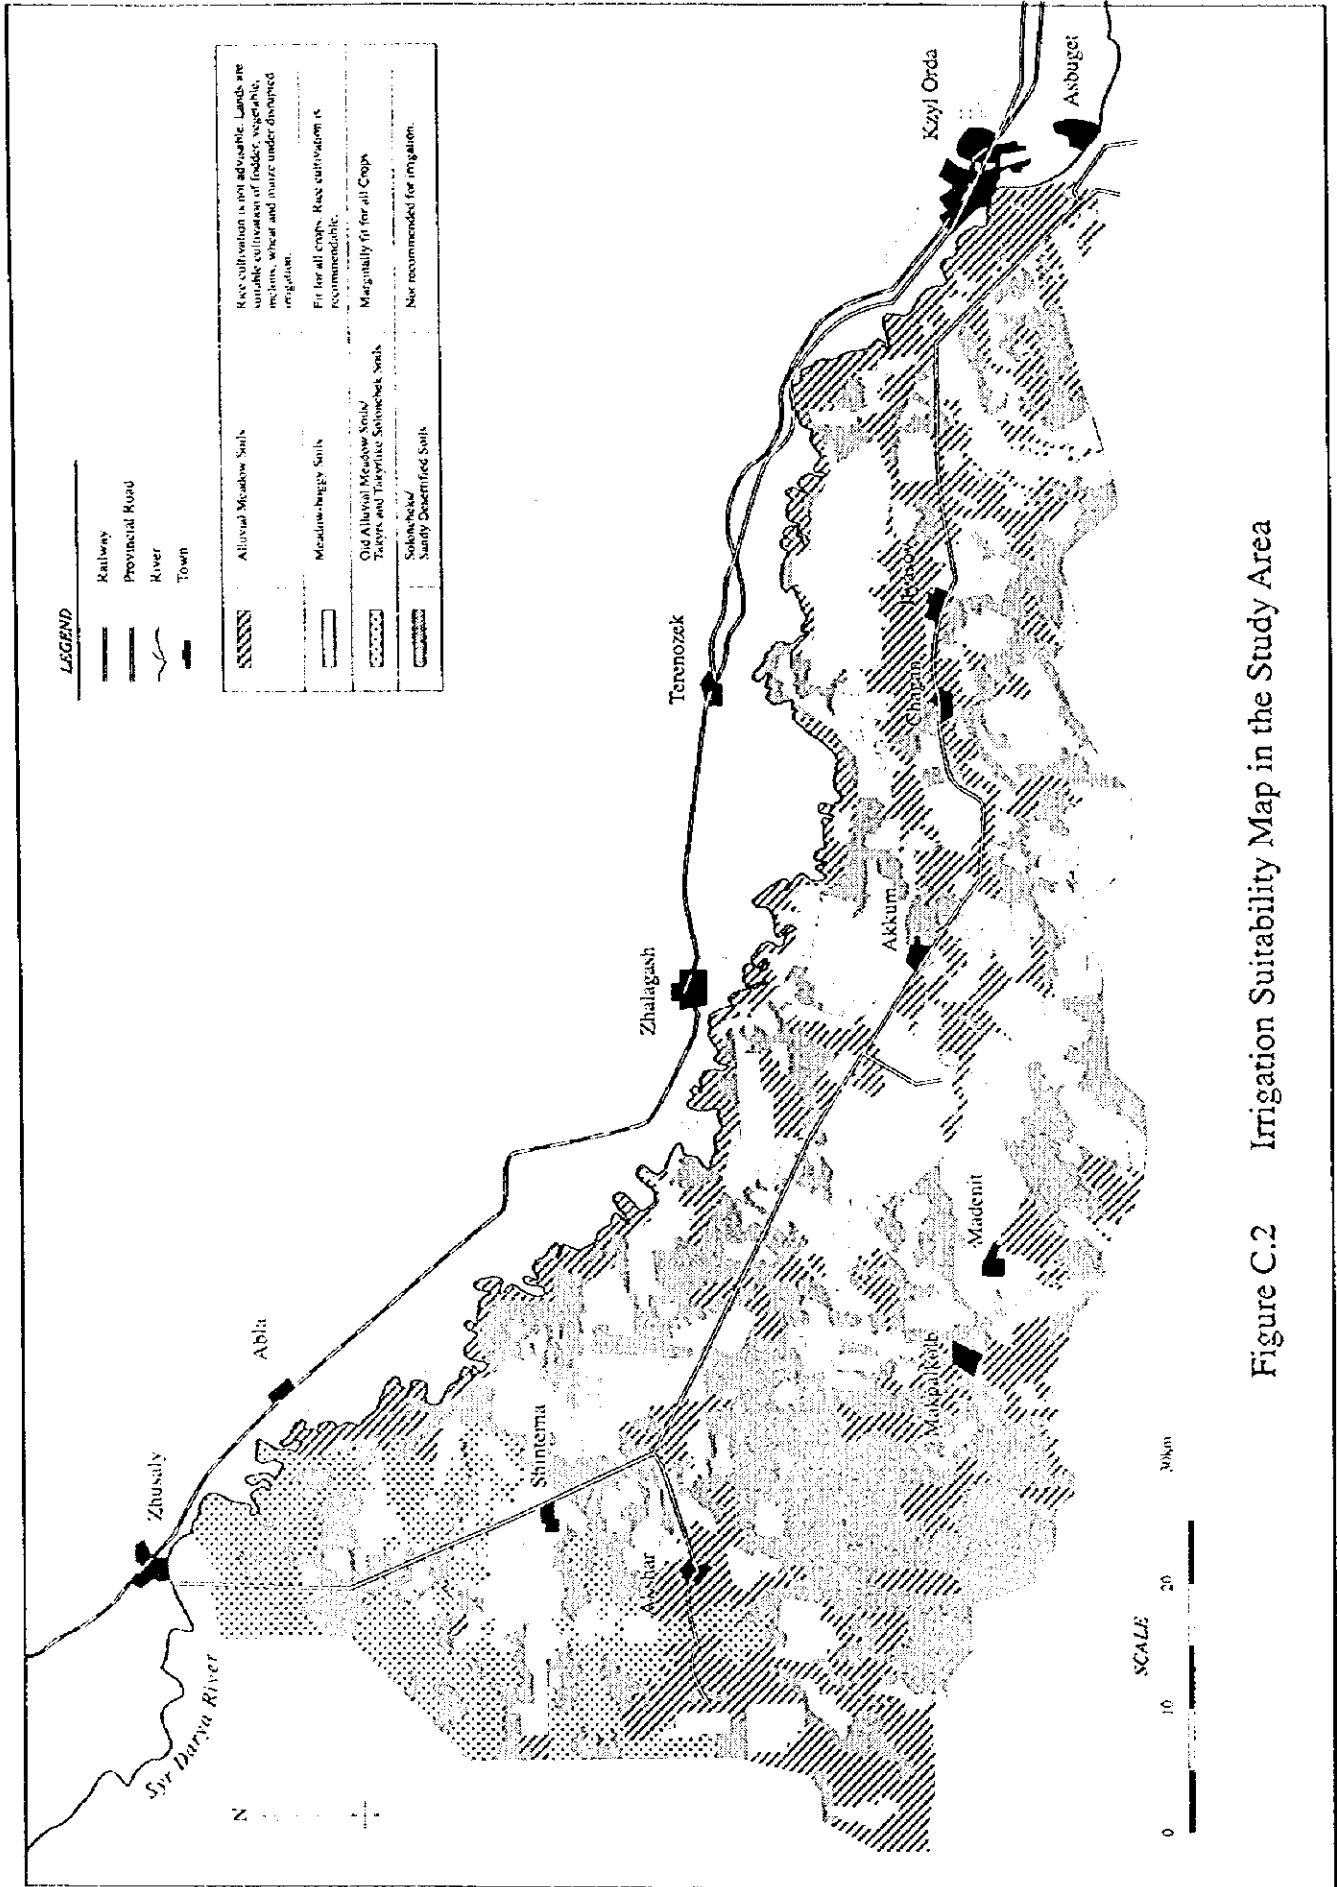 LEGEND
Railway
Provincial Road
River
Town
Alluvial Meadow Soils
Rice cultivation is not advisable. Lands are
suitable cultivation of fodder, vegetable,
melons, wheat and maize under disrupted
irrigation.
Meadow-boggy Soils
Fit for all crops. Rice cultivation is
recommendable.
Old Alluvial Meadow Soils/
Takyrs and Takyrlike Solonchek Soils
Marginally fit for all Crops
Soloncheks/
Sandy Desertified Soils
Not recommended for irrigation.
Zhusaly
Abla
Zhalagash
Terenozek
Kzyl Orda
Asbuget
Syr Darya River
N
Shinterna
Akkum
Chagan
Madenit
SCALE
0 10 20 30km
Figure C.2 Irrigation Suitability Map in the Study Area